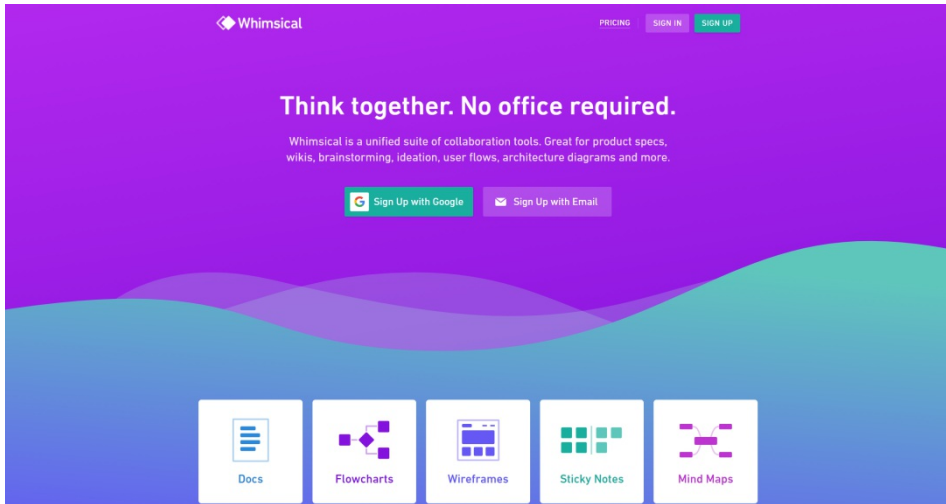 Whimsical
PRICING
SIGN IN
SIGN UP
Think together. No office required.
Whimsical is a unified suite of collaboration tools. Great for product specs,
wikis, brainstorming, ideation, user flows, architecture diagrams and more.
G Sign Up with Google
Sign Up with Email
Docs
Flowcharts
Wireframes
Sticky Notes
Mind Maps